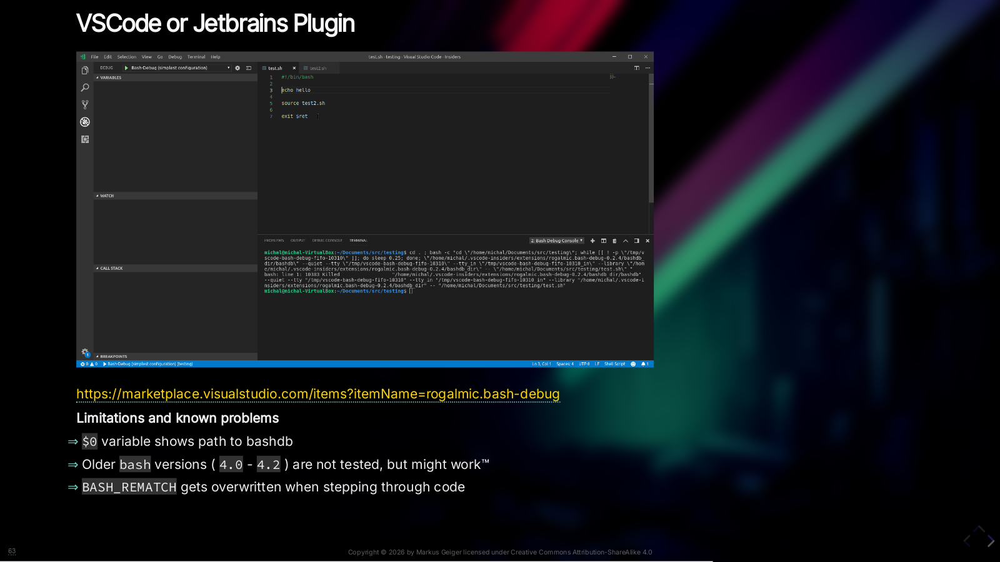 VSCode or Jetbrains Plugin
File Edit Selection View Go Debug Terminal Help
test.sh - testing - Visual Studio Code - Insiders
DEBUG Bash-Debug (simplest configuration)
test.sh test2.sh
VARIABLES
1 #!/bin/bash
2
3 echo hello
4
5 source test2.sh
6
7 exit $ret
WATCH
CALL STACK
BREAKPOINTS
PROBLEMS OUTPUT DEBUG CONSOLE TERMINAL 2: Bash Debug Console
michal@michal-VirtualBox:~/Documents/src/testing$ cd . ; bash -c "cd \"/home/michal/Documents/src/testing\"; while [[ ! -p \"/tmp/v
scode-bash-debug-fifo-10310\" ]]; do sleep 0.25; done; \"/home/michal/.vscode-insiders/extensions/rogalmic.bash-debug-0.2.4/bashdb_
dir/bashdb\" --quiet --tty \"/tmp/vscode-bash-debug-fifo-10310\" --tty_in \"/tmp/vscode-bash-debug-fifo-10310_in\" --library \"/hom
e/michal/.vscode-insiders/extensions/rogalmic.bash-debug-0.2.4/bashdb_dir\" -- \"/home/michal/Documents/src/testing/test.sh\" "
bash: line 1: 10383 Killed "/home/michal/.vscode-insiders/extensions/rogalmic.bash-debug-0.2.4/bashdb_dir/bashdb"
--quiet --tty "/tmp/vscode-bash-debug-fifo-10310" --tty_in "/tmp/vscode-bash-debug-fifo-10310_in" --library "/home/michal/.vscode-i
nsiders/extensions/rogalmic.bash-debug-0.2.4/bashdb_dir" -- "/home/michal/Documents/src/testing/test.sh"
michal@michal-VirtualBox:~/Documents/src/testing$
1
0 0 Bash-Debug (simplest configuration) (testing) Ln 3, Col 1 Spaces: 4 UTF-8 LF Shell Script 1
https://marketplace.visualstudio.com/items?itemName=rogalmic.bash-debug
Limitations and known problems
⇒ $0 variable shows path to bashdb
⇒ Older bash versions ( 4.0 - 4.2 ) are not tested, but might work™
⇒ BASH_REMATCH gets overwritten when stepping through code
63
Copyright © 2026 by Markus Geiger licensed under Creative Commons Attribution-ShareAlike 4.0